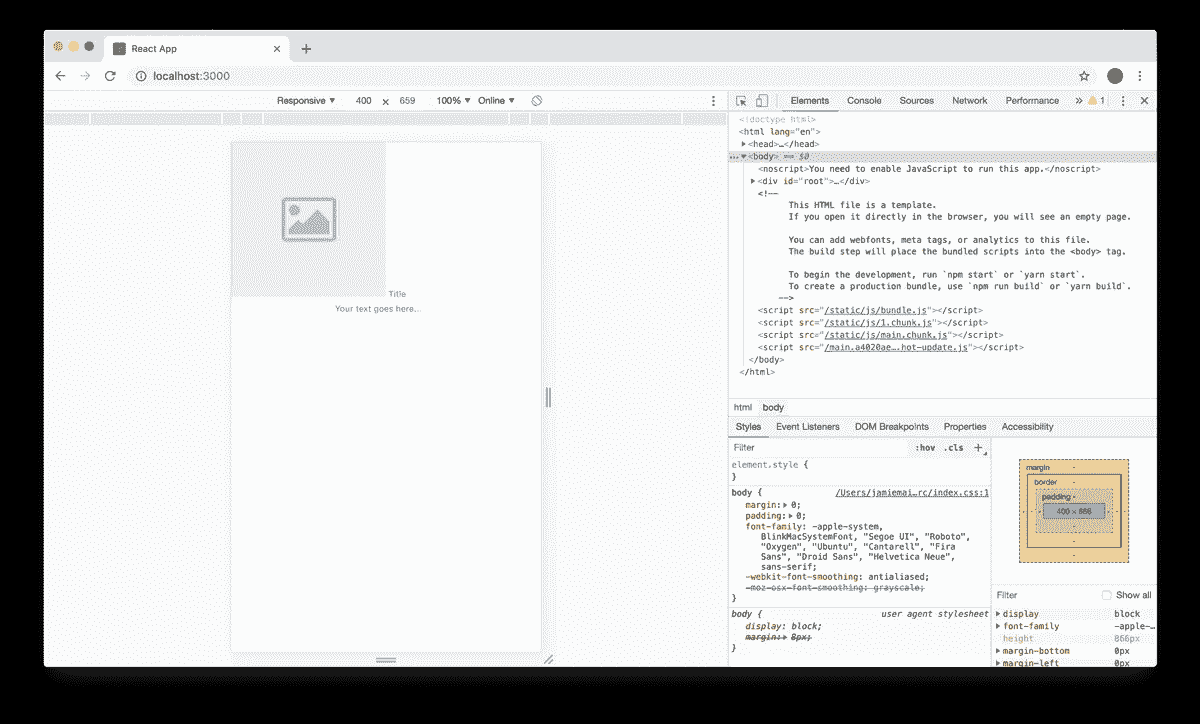 React App
localhost:3000
Responsive 400 x 659 100% Online
Elements Console Sources Network Performance » 1
<!doctype html>
<html lang="en">
<head>…</head>
… <body> == $0
<noscript>You need to enable JavaScript to run this app.</noscript>
<div id="root">…</div>
<!--
This HTML file is a template.
If you open it directly in the browser, you will see an empty page.
You can add webfonts, meta tags, or analytics to this file.
The build step will place the bundled scripts into the <body> tag.
To begin the development, run `npm start` or `yarn start`.
To create a production bundle, use `npm run build` or `yarn build`.
-->
<script src="/static/js/bundle.js"></script>
<script src="/static/js/1.chunk.js"></script>
<script src="/static/js/main.chunk.js"></script>
<script src="/main.a4020ae….hot-update.js"></script>
</body>
</html>
Title
Your text goes here...
html body
Styles Event Listeners DOM Breakpoints Properties Accessibility
Filter :hov .cls +
element.style {
}
body { /Users/jamiemai…rc/index.css:1
margin: 0;
padding: 0;
font-family: -apple-system,
BlinkMacSystemFont, "Segoe UI", "Roboto",
"Oxygen", "Ubuntu", "Cantarell", "Fira
Sans", "Droid Sans", "Helvetica Neue",
sans-serif;
-webkit-font-smoothing: antialiased;
-moz-osx-font-smoothing: grayscale;
}
body { user agent stylesheet
display: block;
margin: 8px;
}
margin -
border -
padding -
400 × 866
Filter Show all
display block
font-family -apple-…
height 866px
margin-bottom 0px
margin-left 0px